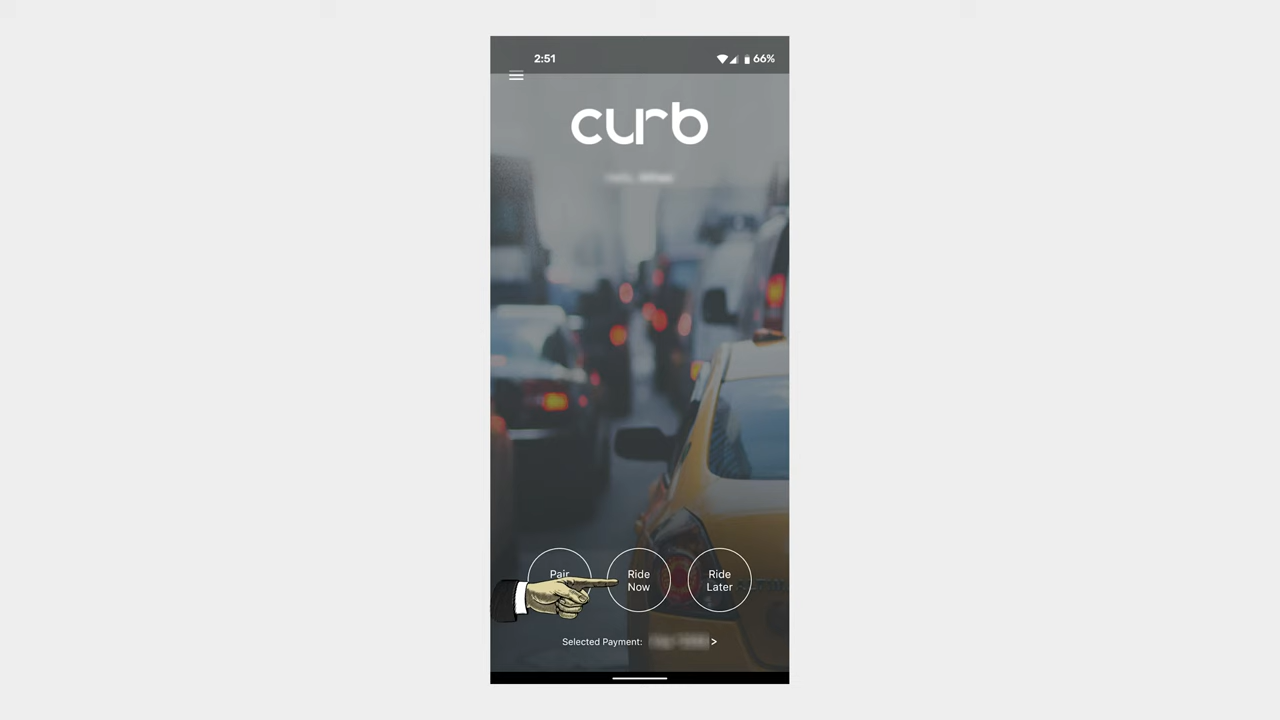 2:51
66%
curb
Pair
Ride
Now
Ride
Later
Selected Payment:
>